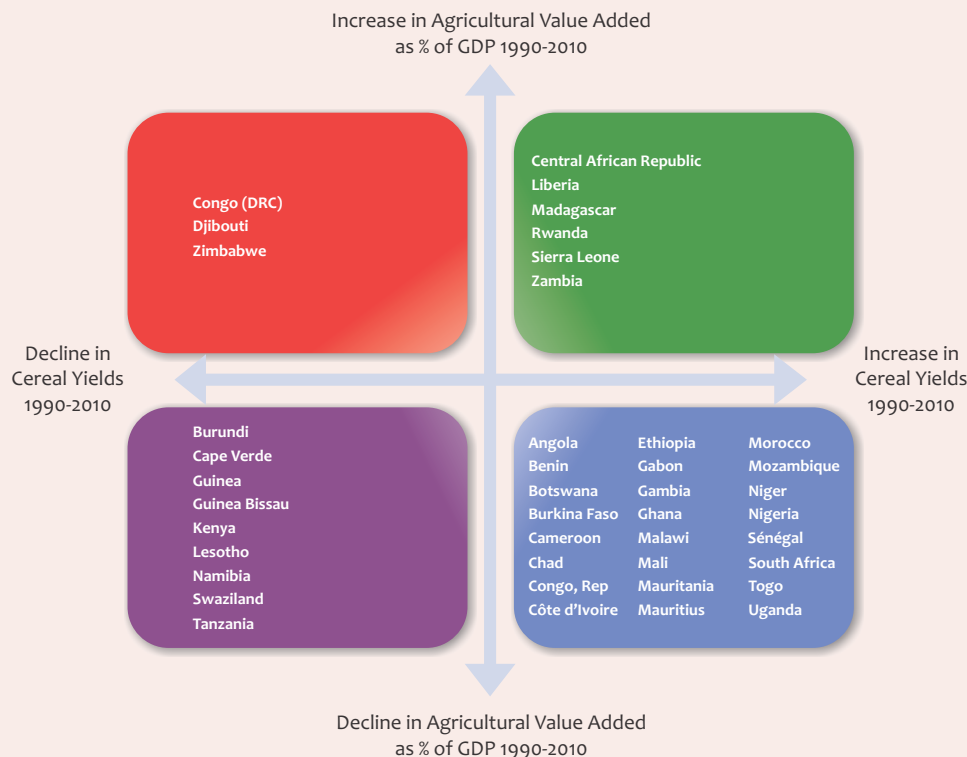 Increase in Agricultural Value Added
as % of GDP 1990-2010
Congo (DRC)
Djibouti
Zimbabwe
Central African Republic
Liberia
Madagascar
Rwanda
Sierra Leone
Zambia
Decline in
Cereal Yields
1990-2010
Increase in
Cereal Yields
1990-2010
Burundi
Cape Verde
Guinea
Guinea Bissau
Kenya
Lesotho
Namibia
Swaziland
Tanzania
Angola
Benin
Botswana
Burkina Faso
Cameroon
Chad
Congo, Rep
Côte d’Ivoire
Ethiopia
Gabon
Gambia
Ghana
Malawi
Mali
Mauritania
Mauritius
Morocco
Mozambique
Niger
Nigeria
Sénégal
South Africa
Togo
Uganda
Decline in Agricultural Value Added
as % of GDP 1990-2010